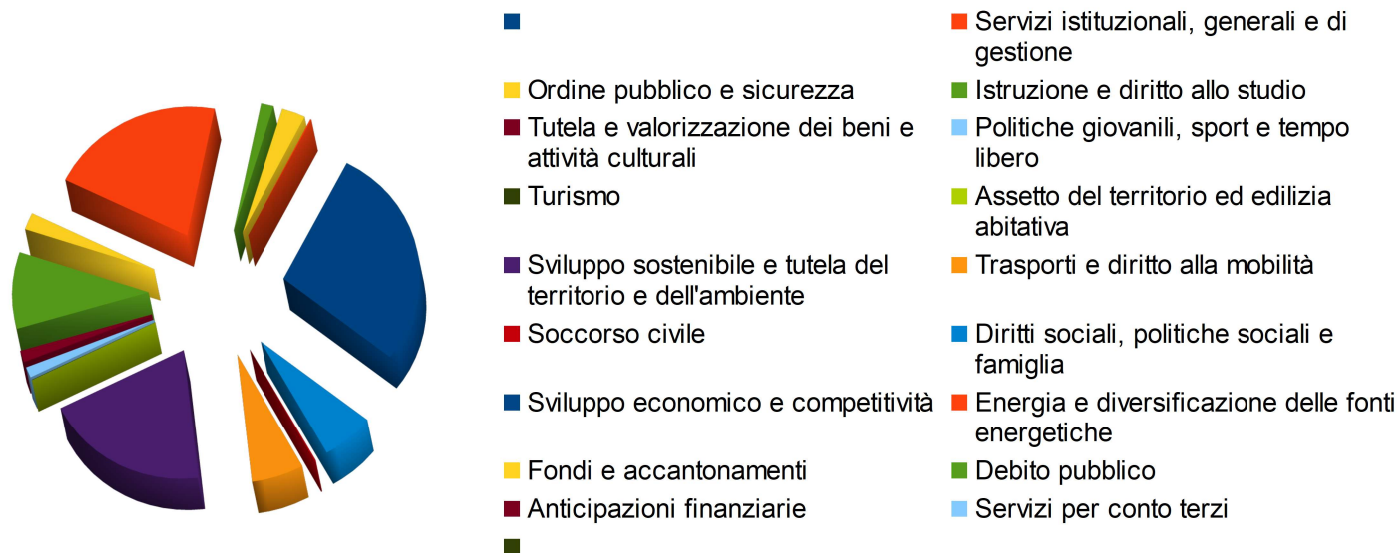 Servizi istituzionali, generali e di
gestione
Ordine pubblico e sicurezza
Istruzione e diritto allo studio
Tutela e valorizzazione dei beni e
attività culturali
Politiche giovanili, sport e tempo
libero
Turismo
Assetto del territorio ed edilizia
abitativa
Sviluppo sostenibile e tutela del
territorio e dell'ambiente
Trasporti e diritto alla mobilità
Soccorso civile
Diritti sociali, politiche sociali e
famiglia
Sviluppo economico e competitività
Energia e diversificazione delle fonti
energetiche
Fondi e accantonamenti
Debito pubblico
Anticipazioni finanziarie
Servizi per conto terzi